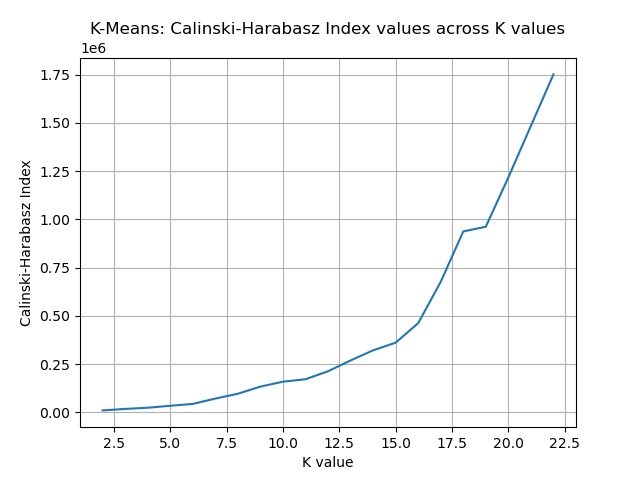 K-Means: Calinski-Harabasz Index values across K values
1e6
1.75
1.50
1.25
1.00
0.75
0.50
0.25
0.00
Calinski-Harabasz Index
2.5 5.0 7.5 10.0 12.5 15.0 17.5 20.0 22.5
K value